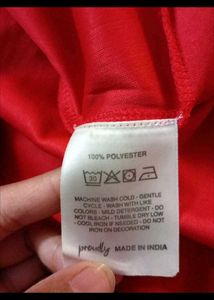 100% POLYESTER
30
MACHINE WASH COLD - GENTLE
CYCLE - WASH WITH LIKE
COLORS - MILD DETERGENT - DO
NOT BLEACH - TUMBLE DRY LOW
- COOL IRON IF NEEDED - DO NOT
IRON ON DECORATION
proudly MADE IN INDIA